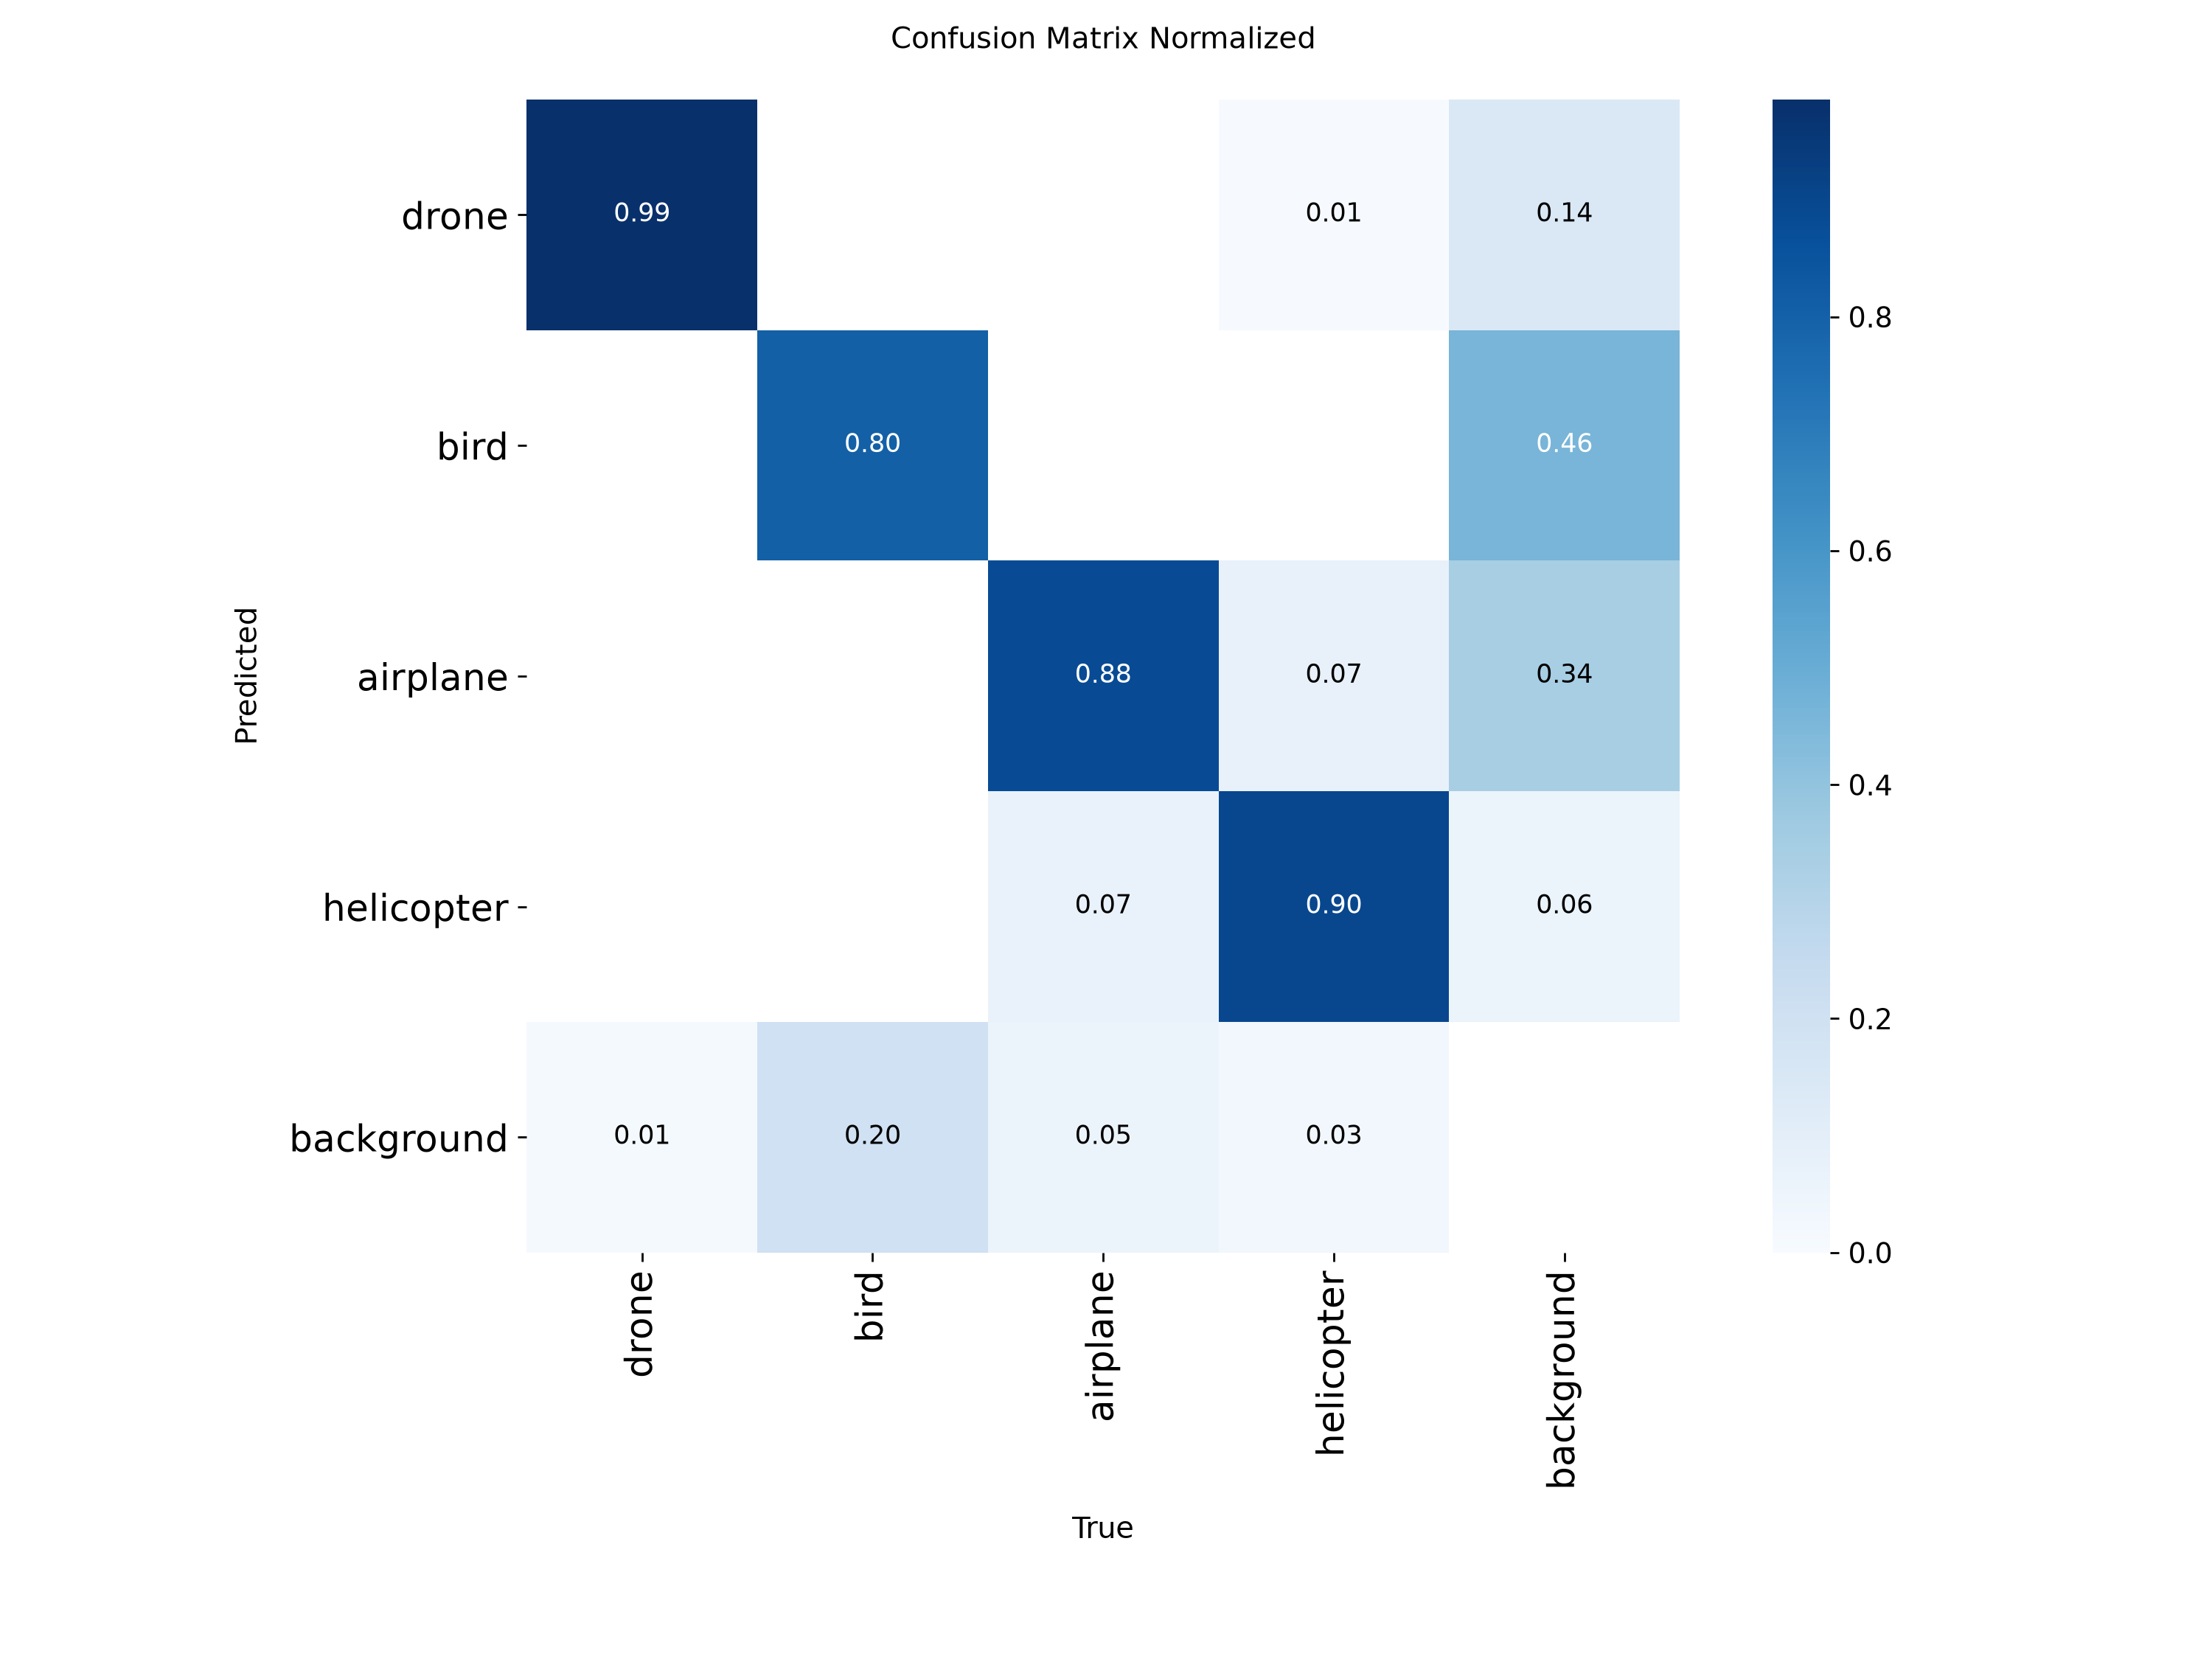 Confusion Matrix Normalized
drone
0.99
0.01
0.14
bird
0.80
0.46
airplane
0.88
0.07
0.34
helicopter
0.07
0.90
0.06
background
0.01
0.20
0.05
0.03
Predicted
drone
bird
airplane
helicopter
background
True
0.8
0.6
0.4
0.2
0.0